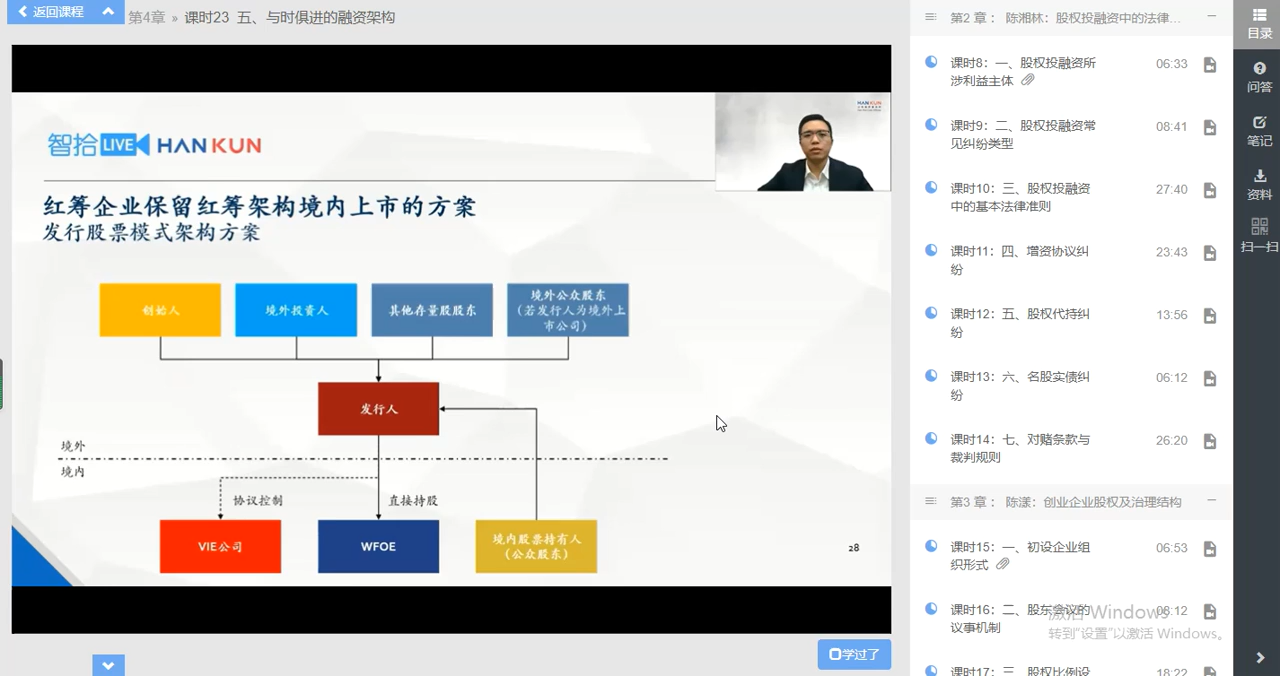 返回课程
第4章 » 课时23 五、与时俱进的融资架构
智拾LIVE HANKUN
HANKUN
红筹企业保留红筹架构境内上市的方案
发行股票模式架构方案
创始人
境外投资人
其他存量股股东
境外公众股东
(若发行人为境外上
市公司)
发行人
境外
境内
协议控制
直接持股
VIE公司
WFOE
境内股票持有人
(公众股东)
28
学过了
第2章： 陈湘林：股权投融资中的法律...
课时8：一、股权投融资所
涉利益主体
06:33
课时9：二、股权投融资常
见纠纷类型
08:41
课时10：三、股权投融资
中的基本法律准则
27:40
课时11：四、增资协议纠
纷
23:43
课时12：五、股权代持纠
纷
13:56
课时13：六、名股实债纠
纷
06:12
课时14：七、对赌条款与
裁判规则
26:20
第3章： 陈漾：创业企业股权及治理结构
课时15：一、初设企业组
织形式
06:53
课时16：二、股东会议的
议事机制
08:12
激活 Windows
转到"设置"以激活 Windows。
课时17：三、股权比例设
18:22
目录
问答
笔记
资料
扫一扫